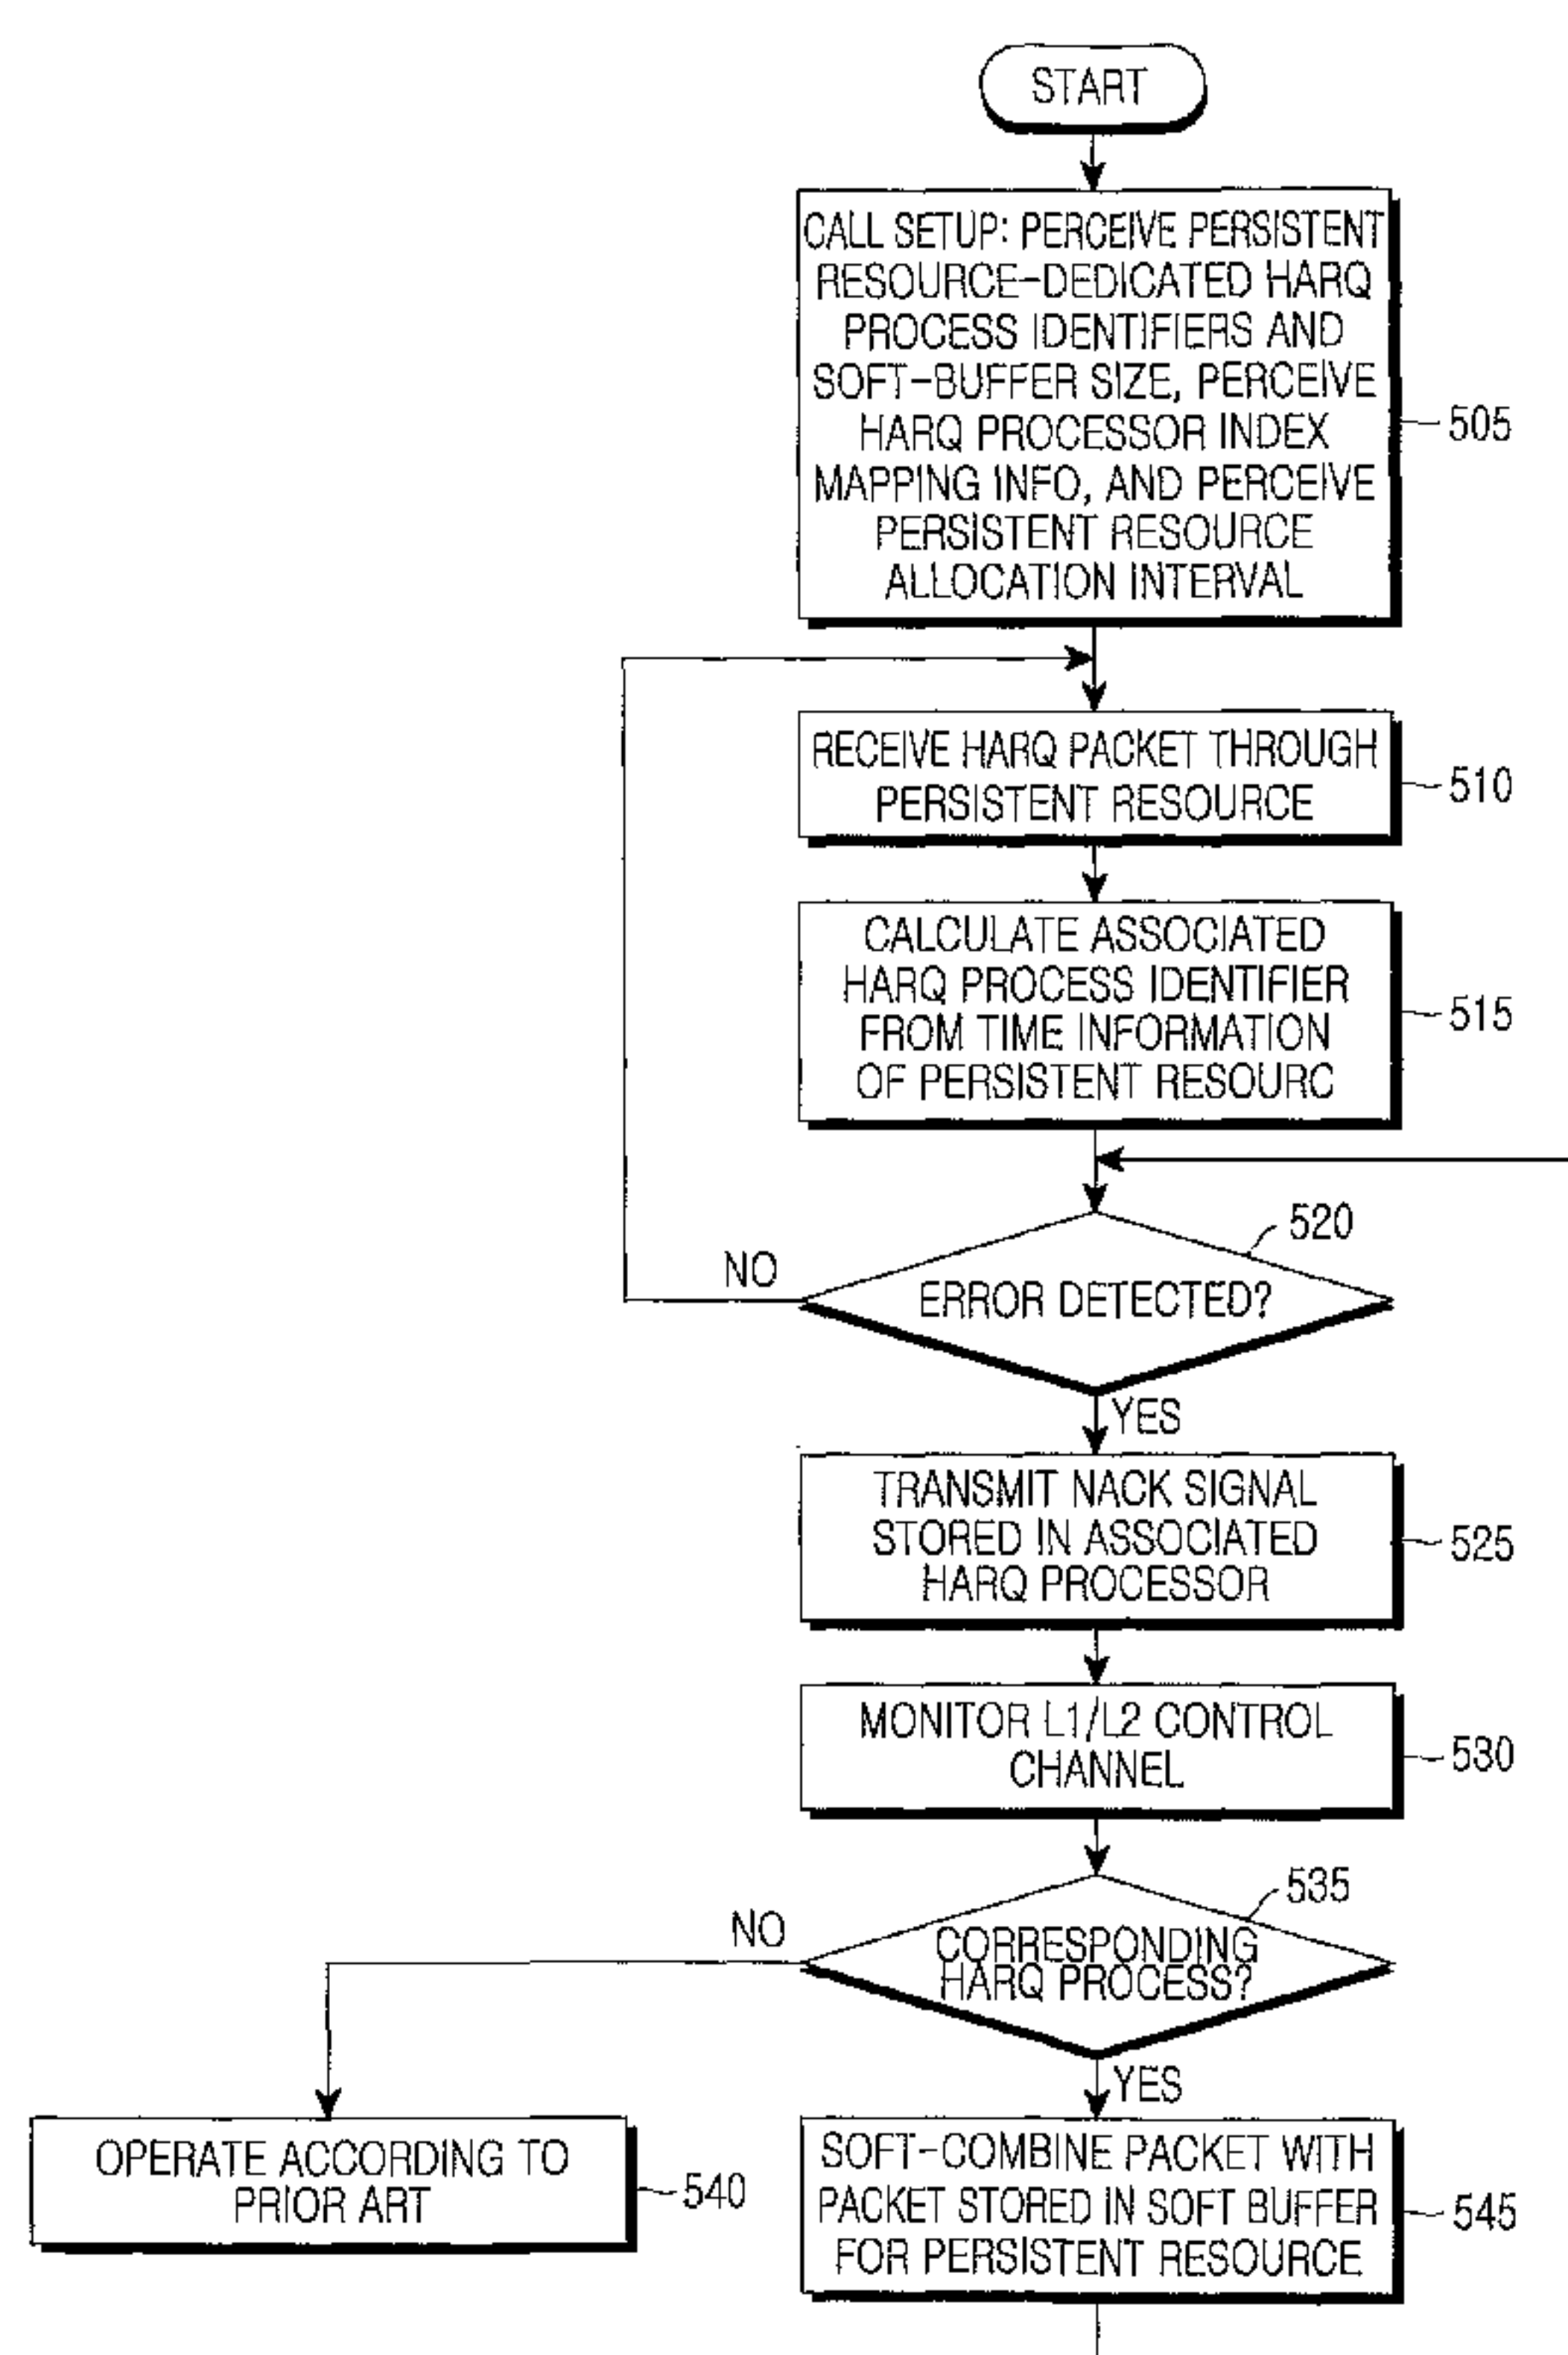 START
CALL SETUP: PERCEIVE PERSISTENT
RESOURCE-DEDICATED HARQ
PROCESS IDENTIFIERS AND
SOFT-BUFFER SIZE, PERCEIVE
HARQ PROCESSOR INDEX
MAPPING INFO, AND PERCEIVE
PERSISTENT RESOURCE
ALLOCATION INTERVAL
505
RECEIVE HARQ PACKET THROUGH
PERSISTENT RESOURCE
510
CALCULATE ASSOCIATED
HARQ PROCESS IDENTIFIER
FROM TIME INFORMATION
OF PERSISTENT RESOURC
515
520
NO
ERROR DETECTED?
YES
TRANSMIT NACK SIGNAL
STORED IN ASSOCIATED
HARQ PROCESSOR
525
MONITOR L1/L2 CONTROL
CHANNEL
530
535
NO
CORRESPONDING
HARQ PROCESS?
YES
OPERATE ACCORDING TO
PRIOR ART
540
SOFT-COMBINE PACKET WITH
PACKET STORED IN SOFT BUFFER
FOR PERSISTENT RESOURCE
545